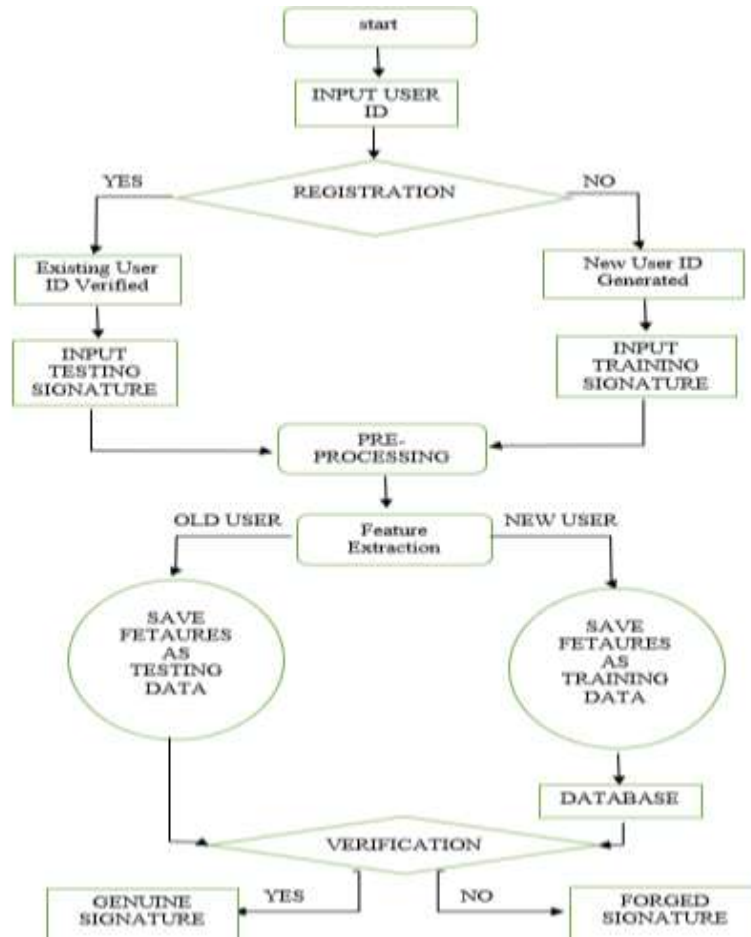 start
INPUT USER
ID
YES
REGISTRATION
NO
Existing User
ID Verified
New User ID
Generated
INPUT
TESTING
SIGNATURE
INPUT
TRAINING
SIGNATURE
PRE-
PROCESSING
OLD USER
Feature
Extraction
NEW USER
SAVE
FETAURES
AS
TESTING
DATA
SAVE
FETAURES
AS
TRAINING
DATA
DATABASE
VERIFICATION
GENUINE
SIGNATURE
YES
NO
FORGED
SIGNATURE